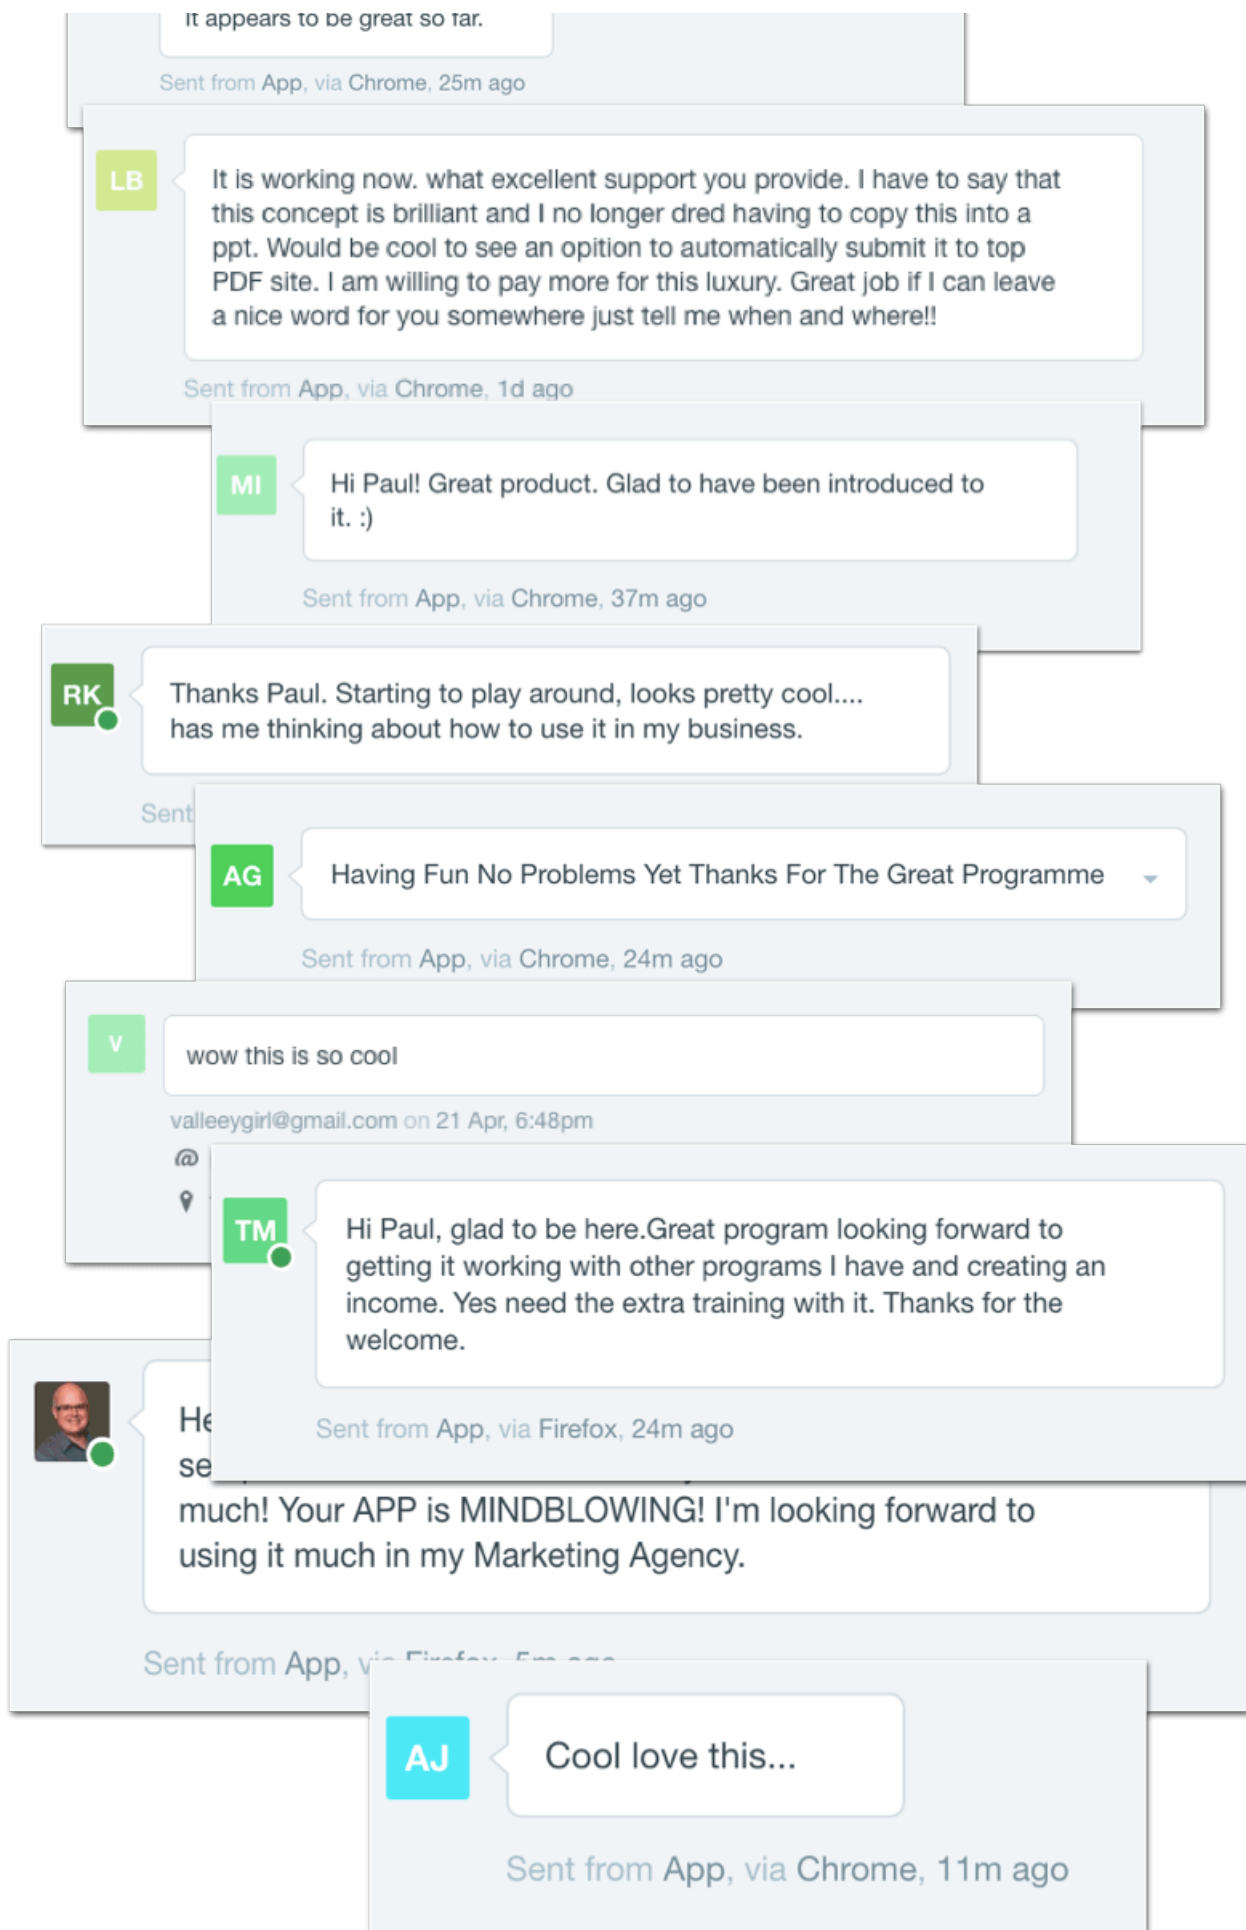 It appears to be great so far.
Sent from App, via Chrome, 25m ago
LB
It is working now. what excellent support you provide. I have to say that
this concept is brilliant and I no longer dred having to copy this into a
ppt. Would be cool to see an opition to automatically submit it to top
PDF site. I am willing to pay more for this luxury. Great job if I can leave
a nice word for you somewhere just tell me when and where!!
Sent from App, via Chrome, 1d ago
MI
Hi Paul! Great product. Glad to have been introduced to
it. :)
Sent from App, via Chrome, 37m ago
RK
Thanks Paul. Starting to play around, looks pretty cool....
has me thinking about how to use it in my business.
Sent
AG
Having Fun No Problems Yet Thanks For The Great Programme
Sent from App, via Chrome, 24m ago
V
wow this is so cool
valleeygirl@gmail.com on 21 Apr, 6:48pm
@
TM
Hi Paul, glad to be here.Great program looking forward to
getting it working with other programs I have and creating an
income. Yes need the extra training with it. Thanks for the
welcome.
Sent from App, via Firefox, 24m ago
much! Your APP is MINDBLOWING! I'm looking forward to
using it much in my Marketing Agency.
Sent from App, via Firefox, 5m ago
AJ
Cool love this...
Sent from App, via Chrome, 11m ago